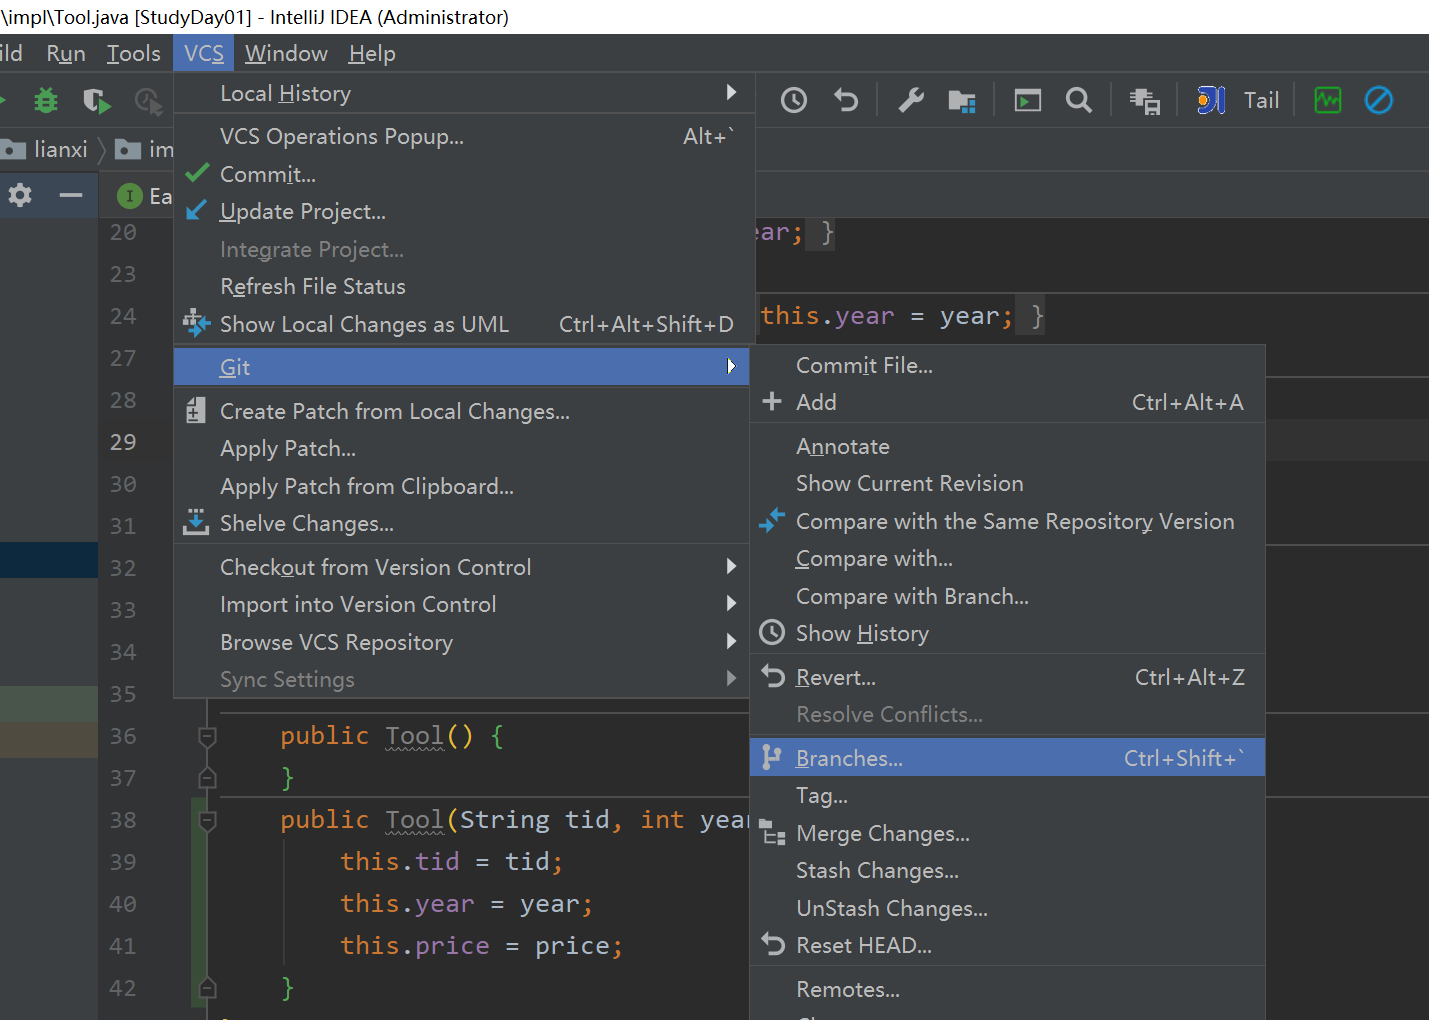 \impl\Tool.java [StudyDay01] - IntelliJ IDEA (Administrator)
ild Run Tools VCS Window Help
Tail
lianxi im
Ea
Local History
VCS Operations Popup... Alt+`
Commit...
Update Project...
Integrate Project...
Refresh File Status
Show Local Changes as UML Ctrl+Alt+Shift+D
Git
Create Patch from Local Changes...
Apply Patch...
Apply Patch from Clipboard...
Shelve Changes...
Checkout from Version Control
Import into Version Control
Browse VCS Repository
Sync Settings
Commit File...
Add Ctrl+Alt+A
Annotate
Show Current Revision
Compare with the Same Repository Version
Compare with...
Compare with Branch...
Show History
Revert... Ctrl+Alt+Z
Resolve Conflicts...
Branches... Ctrl+Shift+`
Tag...
Merge Changes...
Stash Changes...
UnStash Changes...
Reset HEAD...
Remotes...
20 ear; }
23
24 this.year = year; }
27
28
29
30
31
32
33
34
35
36 public Tool() {
37 }
38 public Tool(String tid, int year
39 this.tid = tid;
40 this.year = year;
41 this.price = price;
42 }